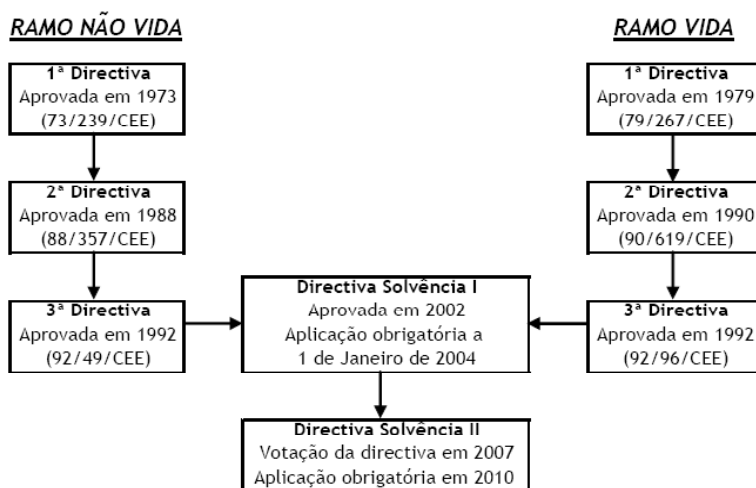 RAMO NÃO VIDA
1ª Directiva
Aprovada em 1973
(73/239/CEE)
2ª Directiva
Aprovada em 1988
(88/357/CEE)
3ª Directiva
Aprovada em 1992
(92/49/CEE)
RAMO VIDA
1ª Directiva
Aprovada em 1979
(79/267/CEE)
2ª Directiva
Aprovada em 1990
(90/619/CEE)
3ª Directiva
Aprovada em 1992
(92/96/CEE)
Directiva Solvência I
Aprovada em 2002
Aplicação obrigatória a
1 de Janeiro de 2004
Directiva Solvência II
Votação da directiva em 2007
Aplicação obrigatória em 2010